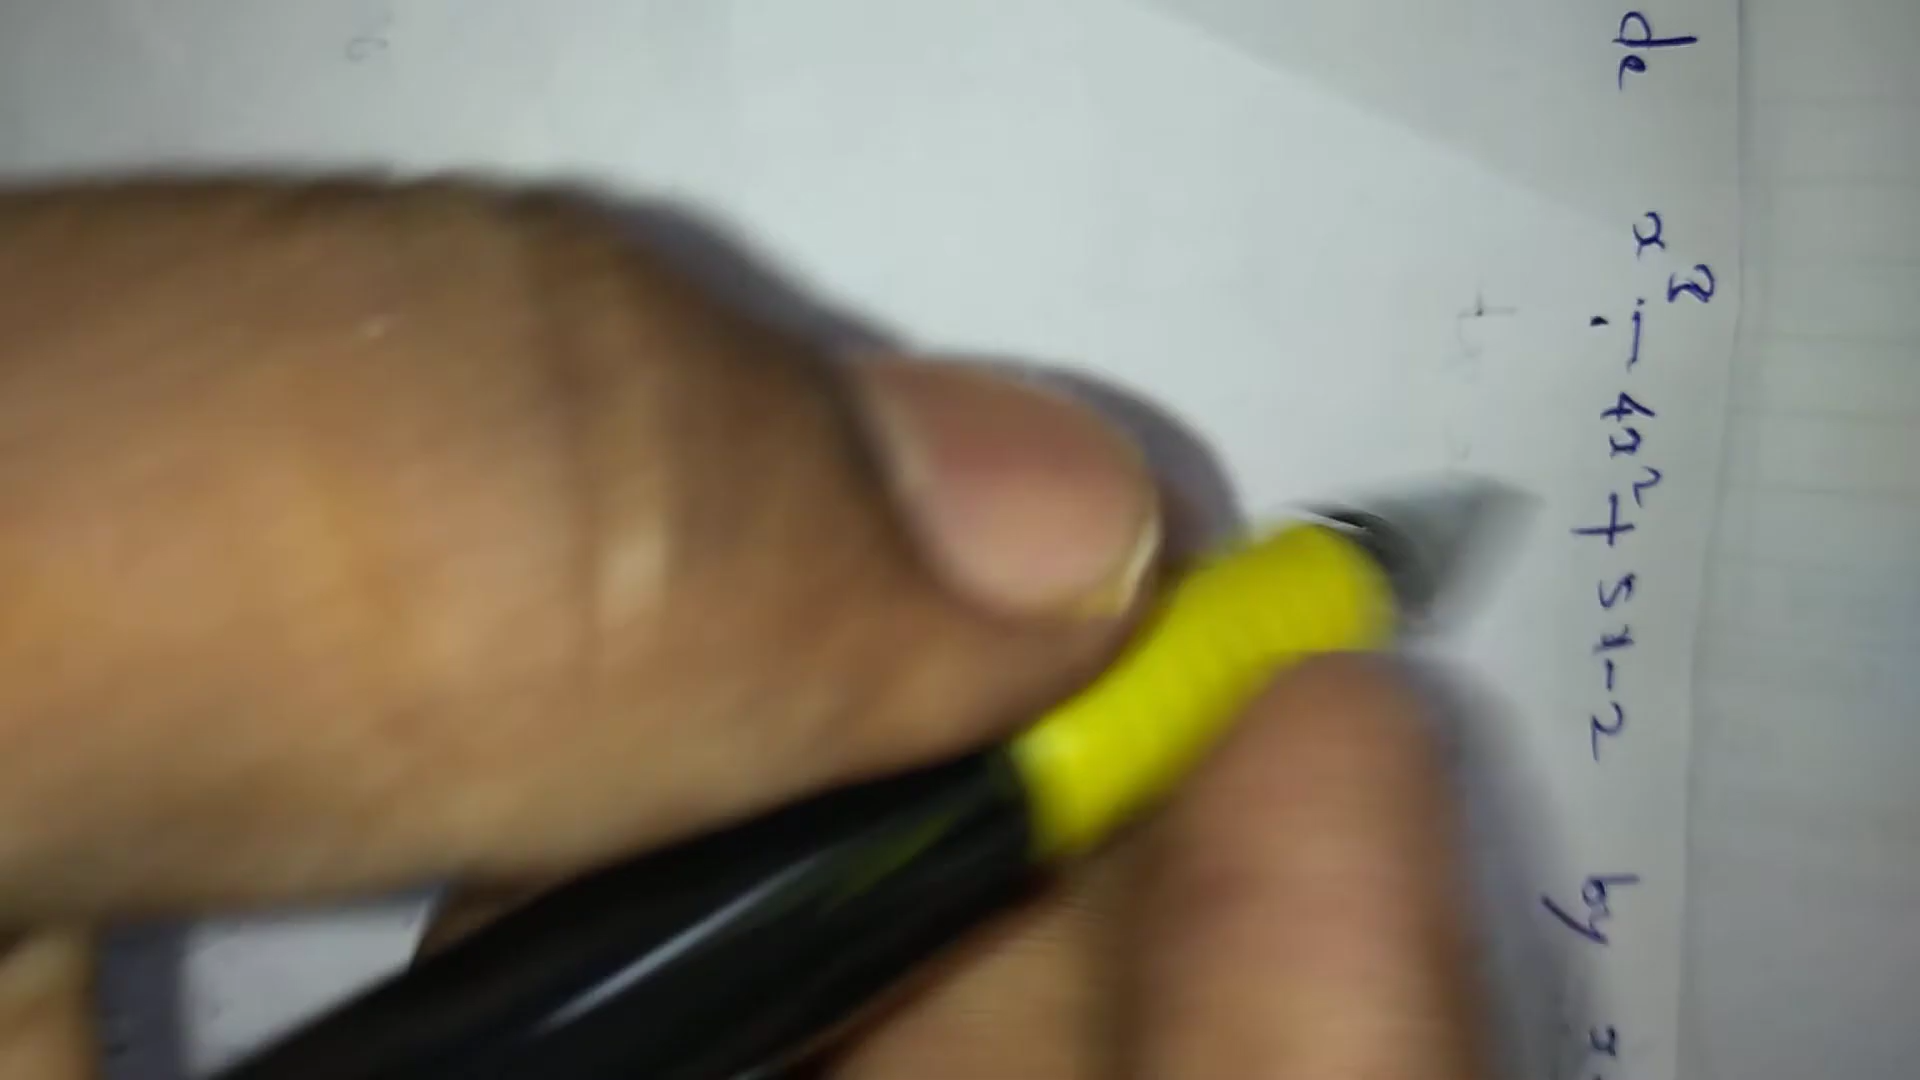 de x³ - 4x² + 5x - 2 by